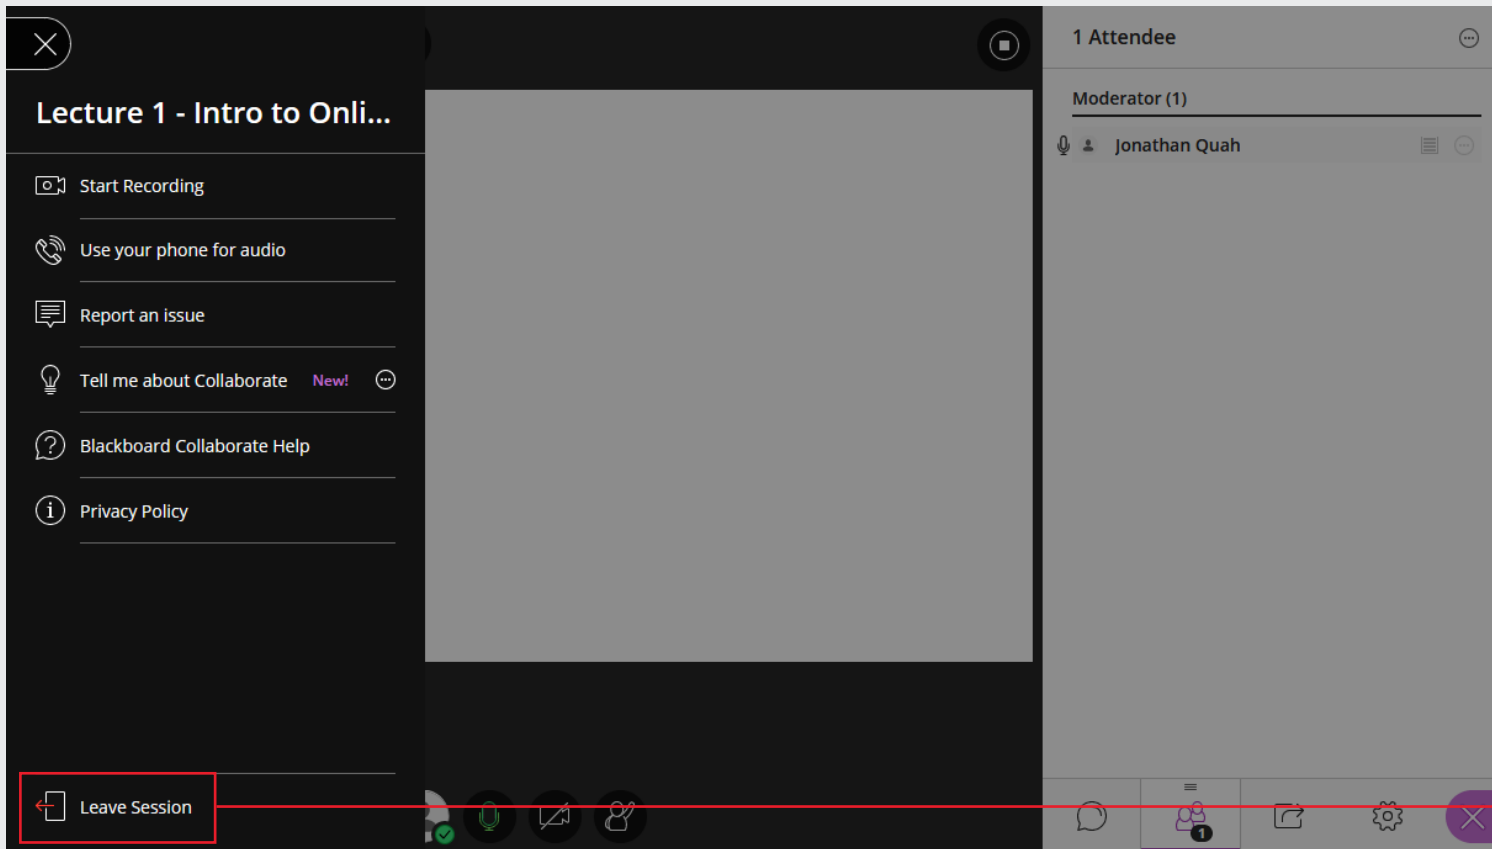 Lecture 1 - Intro to Onli...
Start Recording
Use your phone for audio
Report an issue
Tell me about Collaborate New!
Blackboard Collaborate Help
Privacy Policy
Leave Session
1 Attendee
Moderator (1)
Jonathan Quah
1